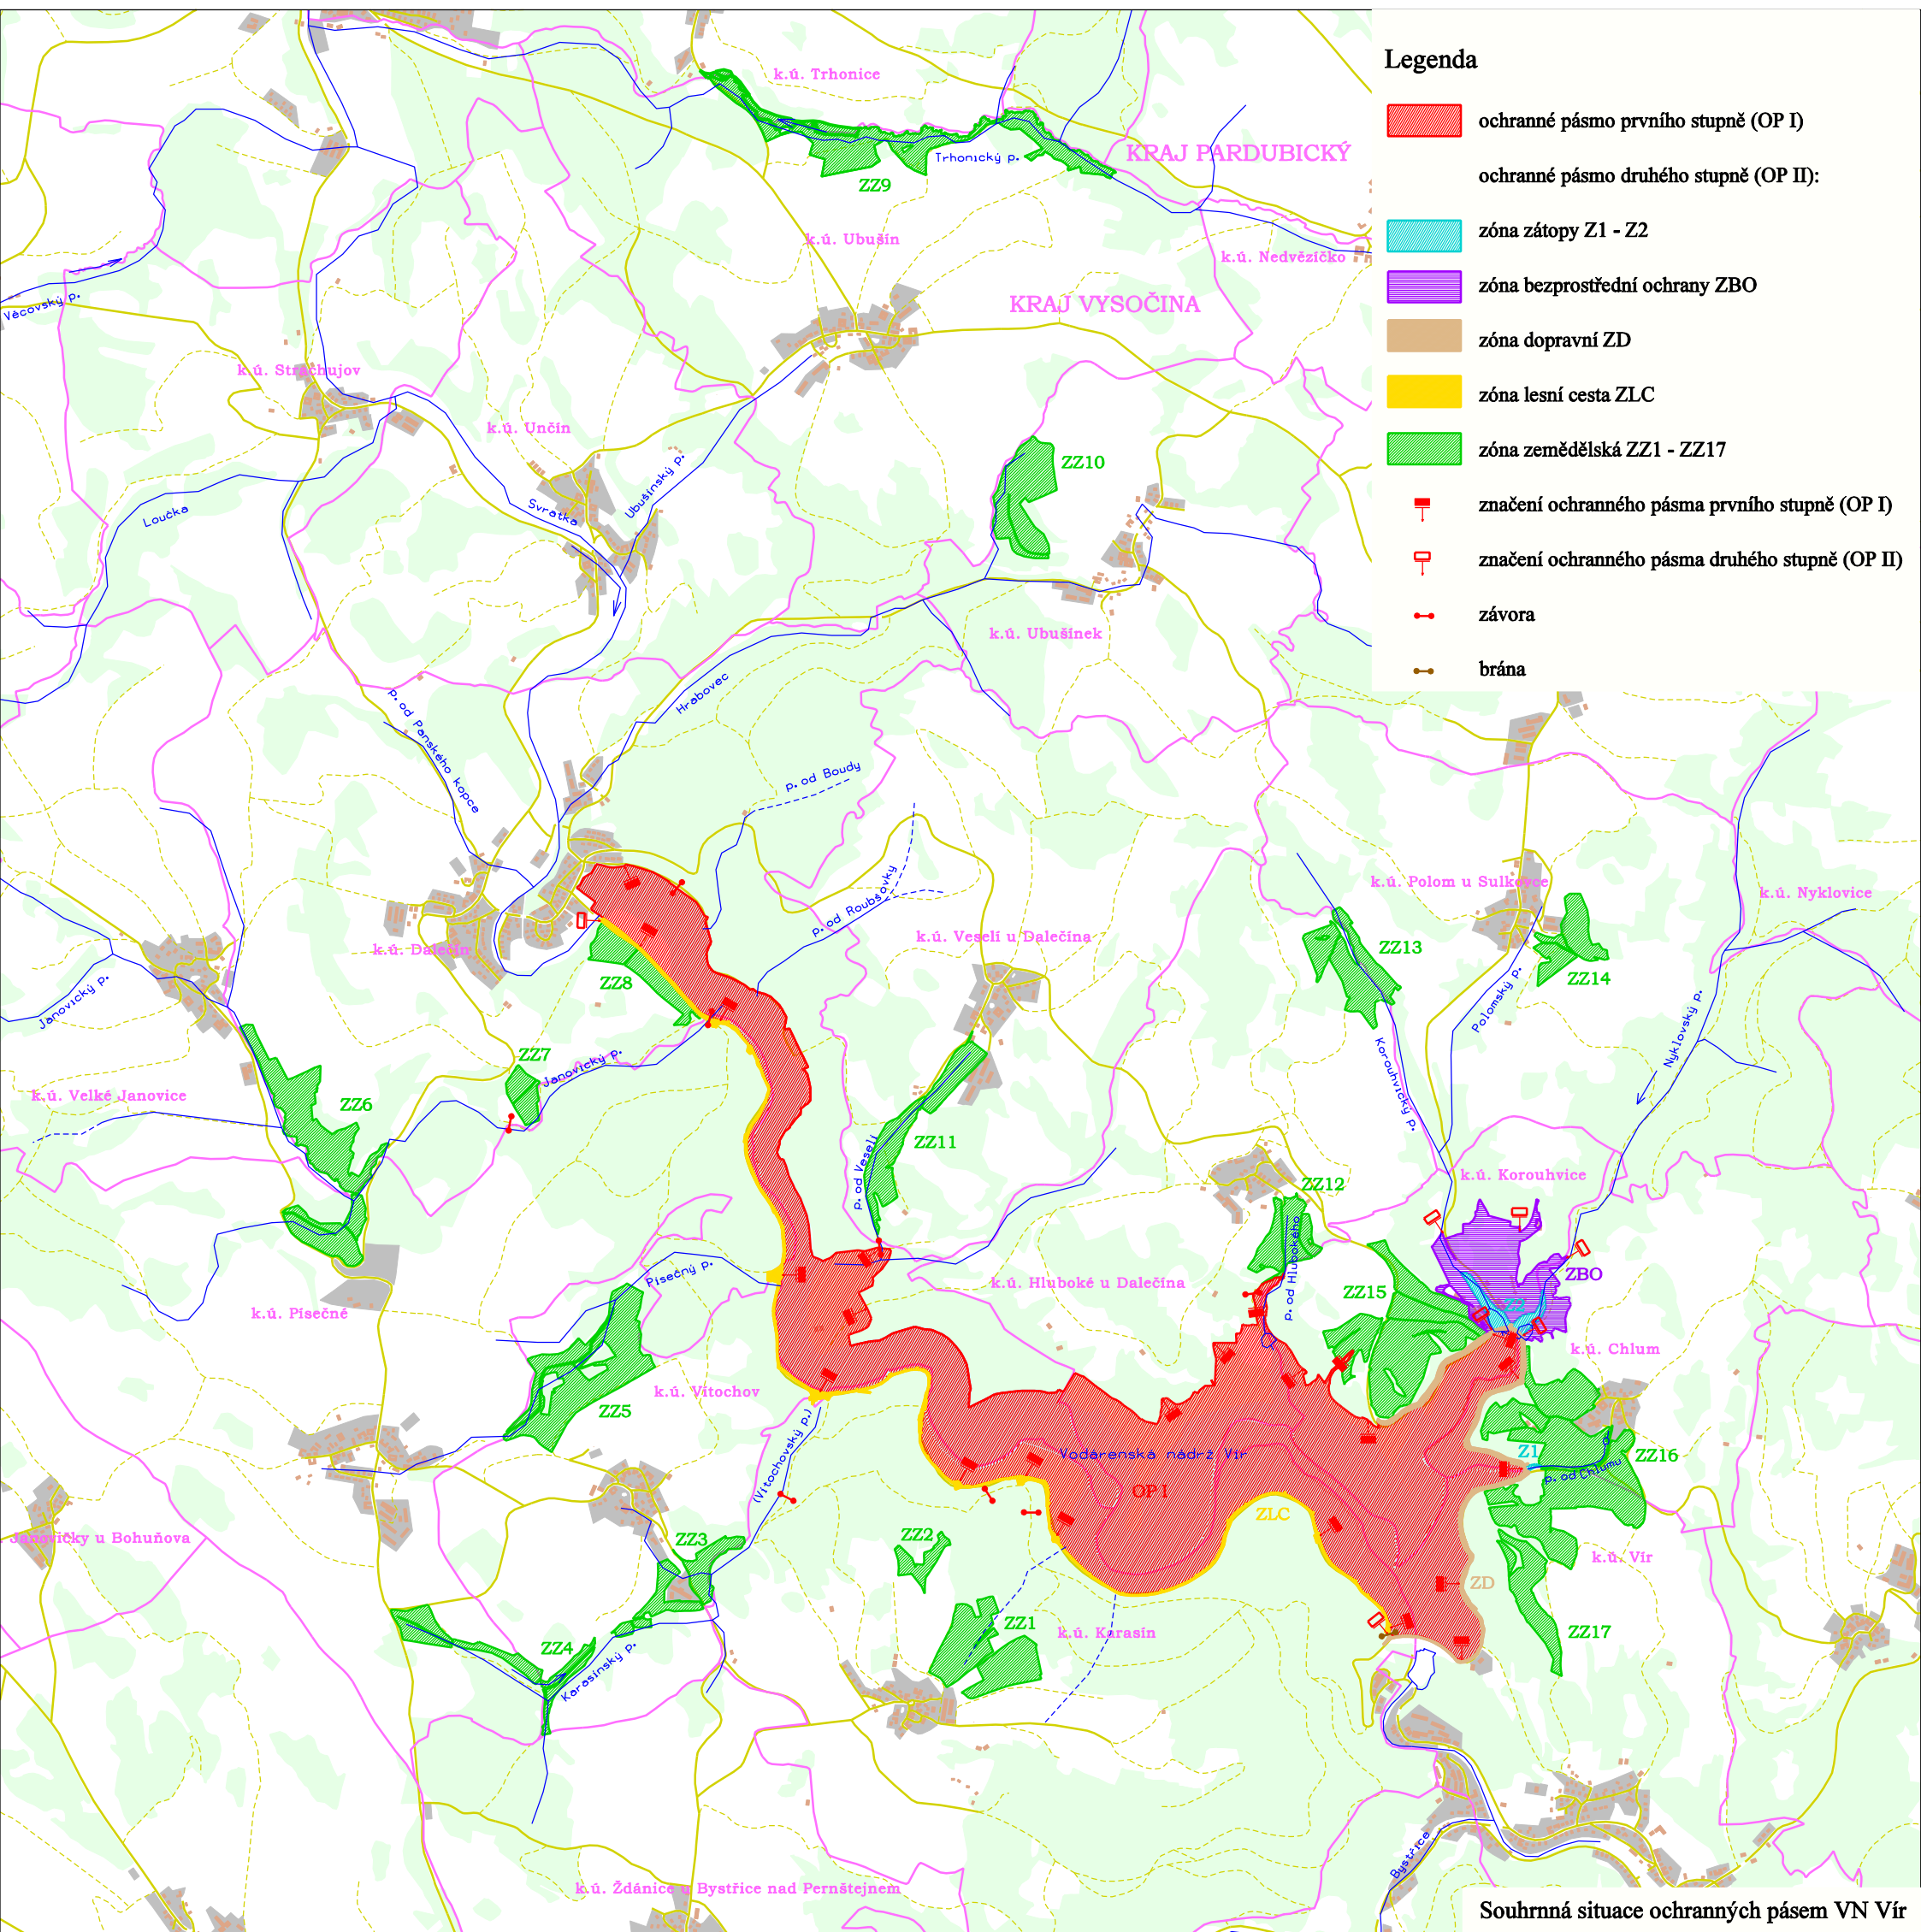 Legenda
ochranné pásmo prvního stupně (OP I)
ochranné pásmo druhého stupně (OP II):
zóna zátopy Z1 - Z2
zóna bezprostřední ochrany ZBO
zóna dopravní ZD
zóna lesní cesta ZLC
zóna zemědělská ZZ1 - ZZ17
značení ochranného pásma prvního stupně (OP I)
značení ochranného pásma druhého stupně (OP II)
závora
brána
k.ú. Trhonice
KRAJ PARDUBICKÝ
Trhonický p.
ZZ9
k.ú. Ubušín
k.ú. Nedvězíčko
KRAJ VYSOČINA
Věcovský p.
k.ú. Strachujov
k.ú. Unčín
Ubušínský p.
ZZ10
Svratka
Loučka
k.ú. Ubušínek
Hrabovec
p. od Panského kopce
p. od Boudy
k.ú. Polom u Sulkovce
k.ú. Nyklovice
p. od Roubšovky
k.ú. Veselí u Dalečína
k.ú. Dalečín
ZZ13
ZZ14
ZZ8
Janovický p.
Polomský p.
Nyklovský p.
Korouhvický p.
ZZ7
Janovický p.
k.ú. Velké Janovice
ZZ6
ZZ11
p. od Veselí
k.ú. Korouhvice
ZZ12
p. od Hlubokého
Písečný p.
k.ú. Hluboké u Dalečína
ZBO
ZZ15
Z2
k.ú. Písečné
k.ú. Chlum
k.ú. Vítochov
ZZ5
(Vítochovský p.)
Vodárenská nádrž Vír
Z1
ZZ16
p. od Chlumu
OP I
ZLC
Janovičky u Bohuňova
ZZ3
ZZ2
k.ú. Vír
ZD
ZZ1
k.ú. Karasín
ZZ17
ZZ4
Karasínský p.
Bystřice
k.ú. Ždánice u Bystřice nad Pernštejnem
Souhrnná situace ochranných pásem VN Vír